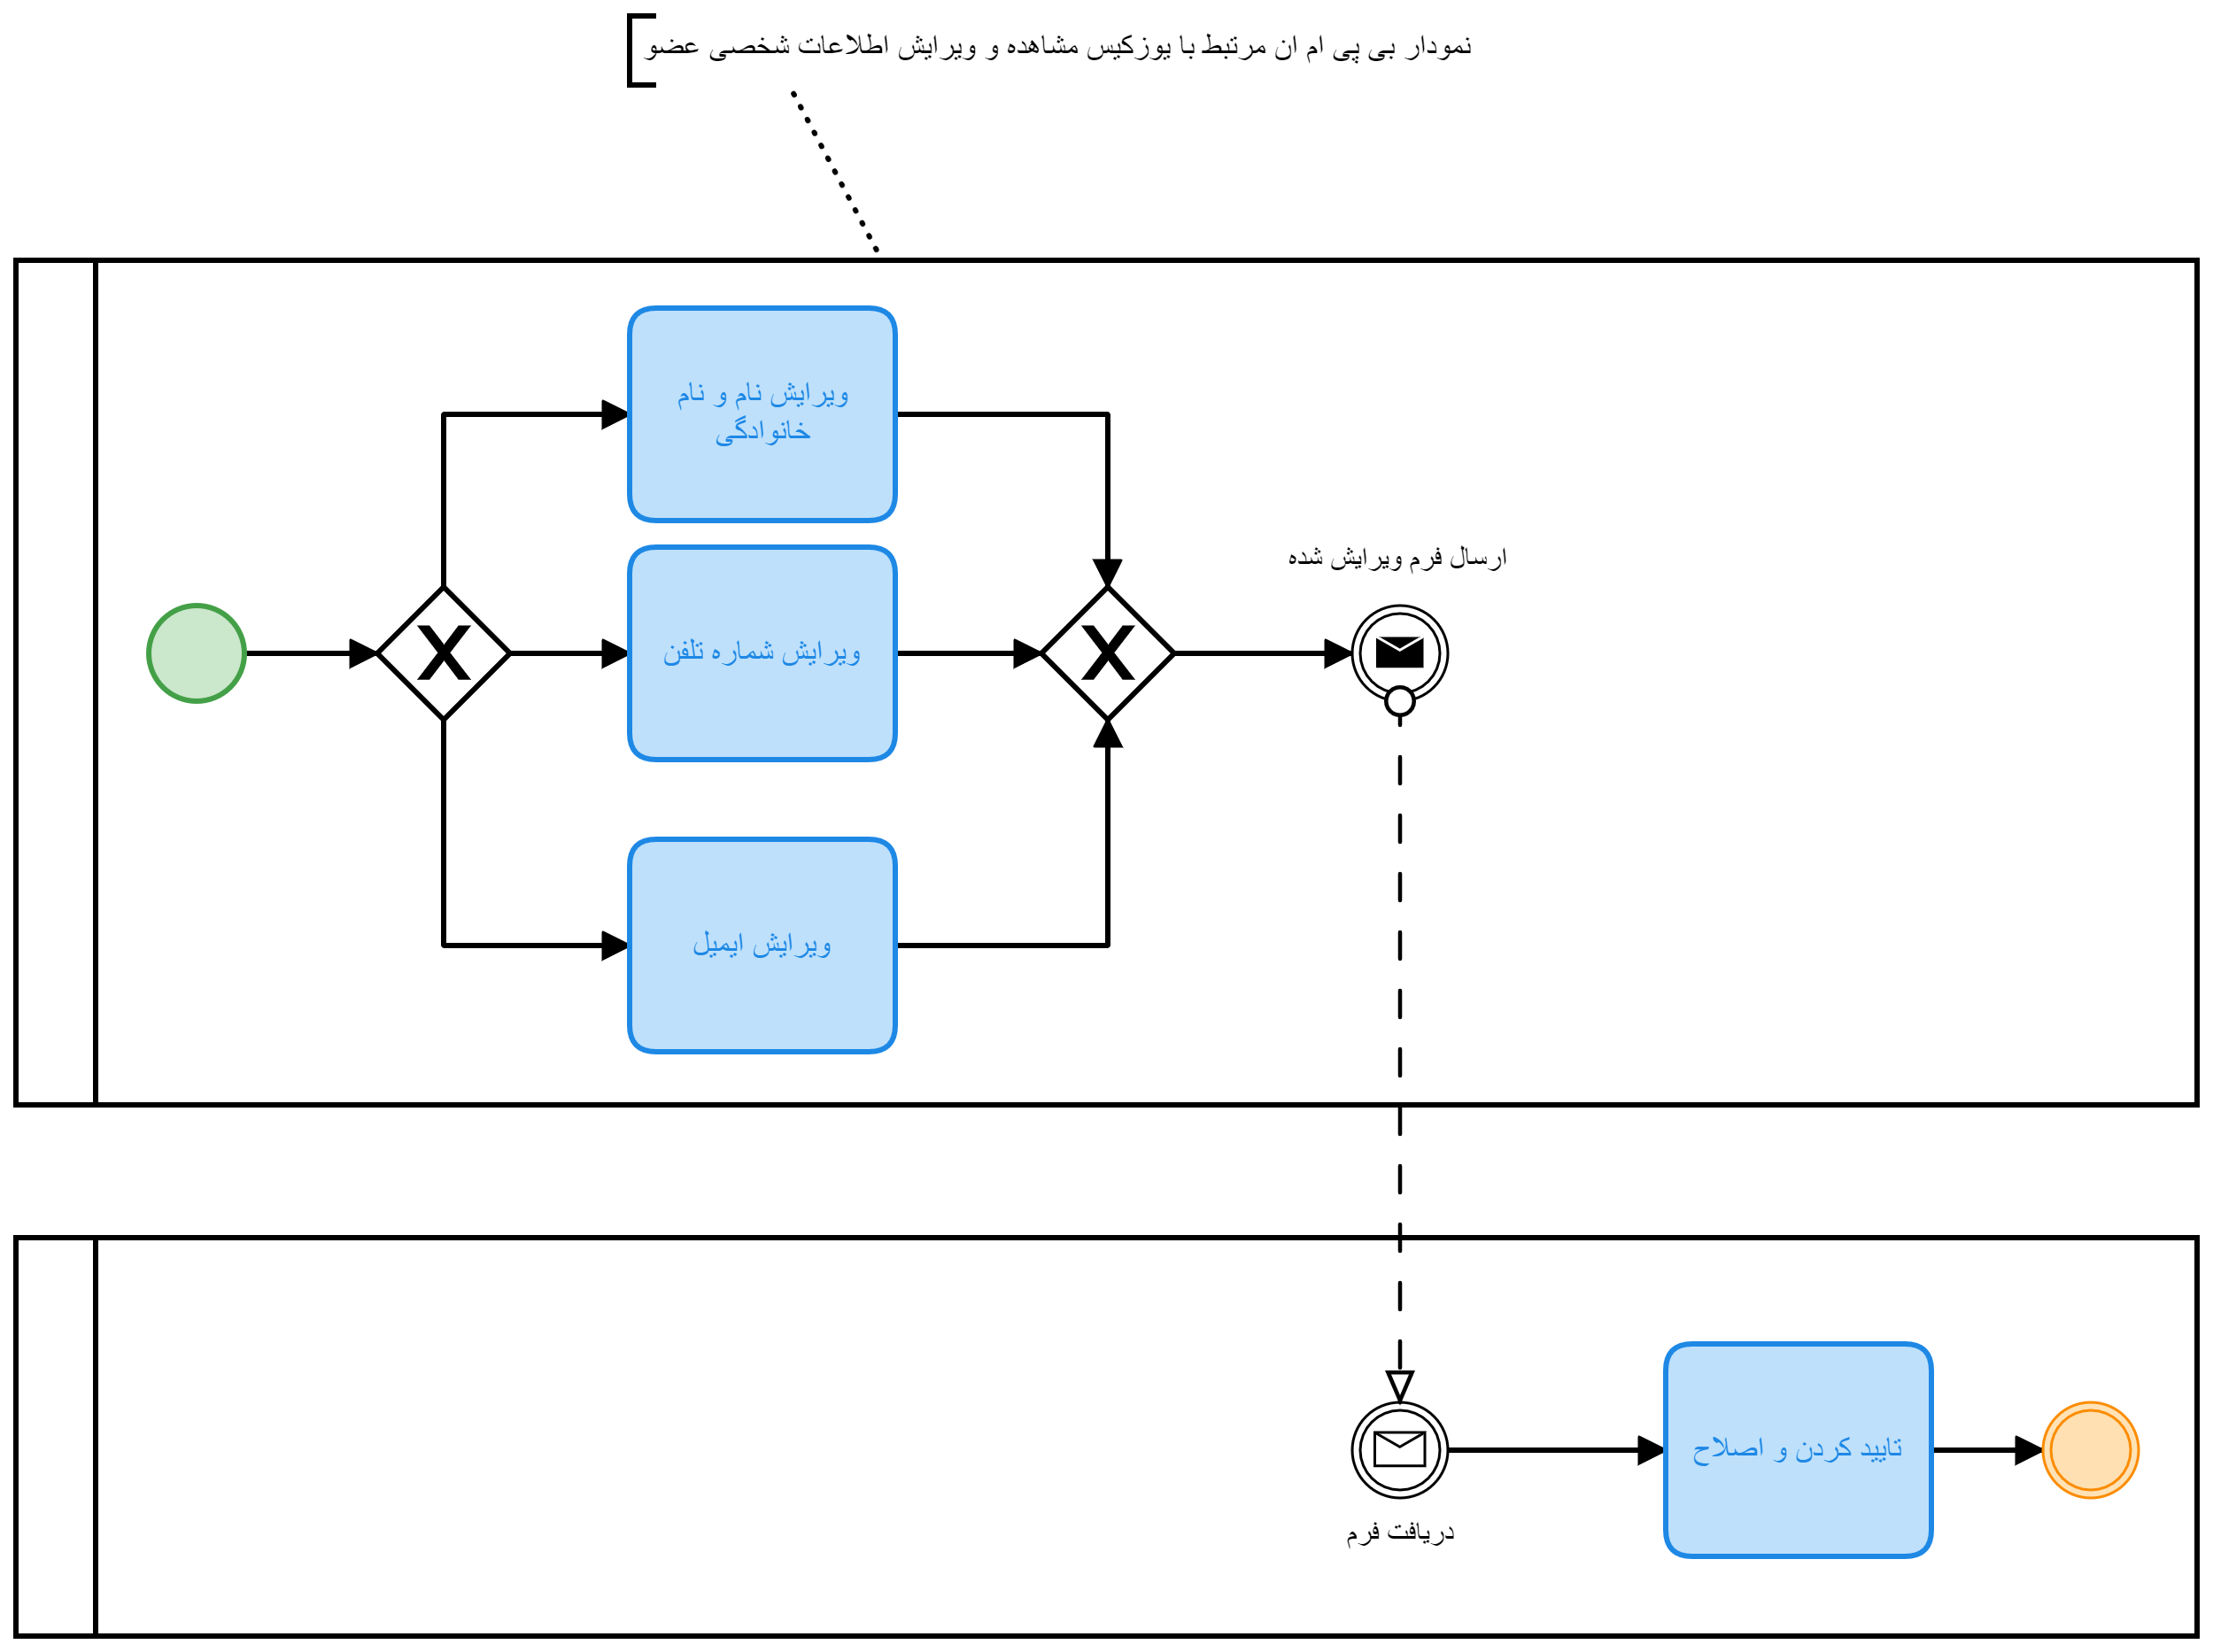 نمودار بی پی ام ان مرتبط با یوزکیس مشاهده و ویرایش اطلاعات شخصی عضو
ویرایش نام و نام
خانوادگی
ارسال فرم ویرایش شده
X
X
ویرایش شماره تلفن
ویرایش ایمیل
تایید کردن و اصلاح
دریافت فرم